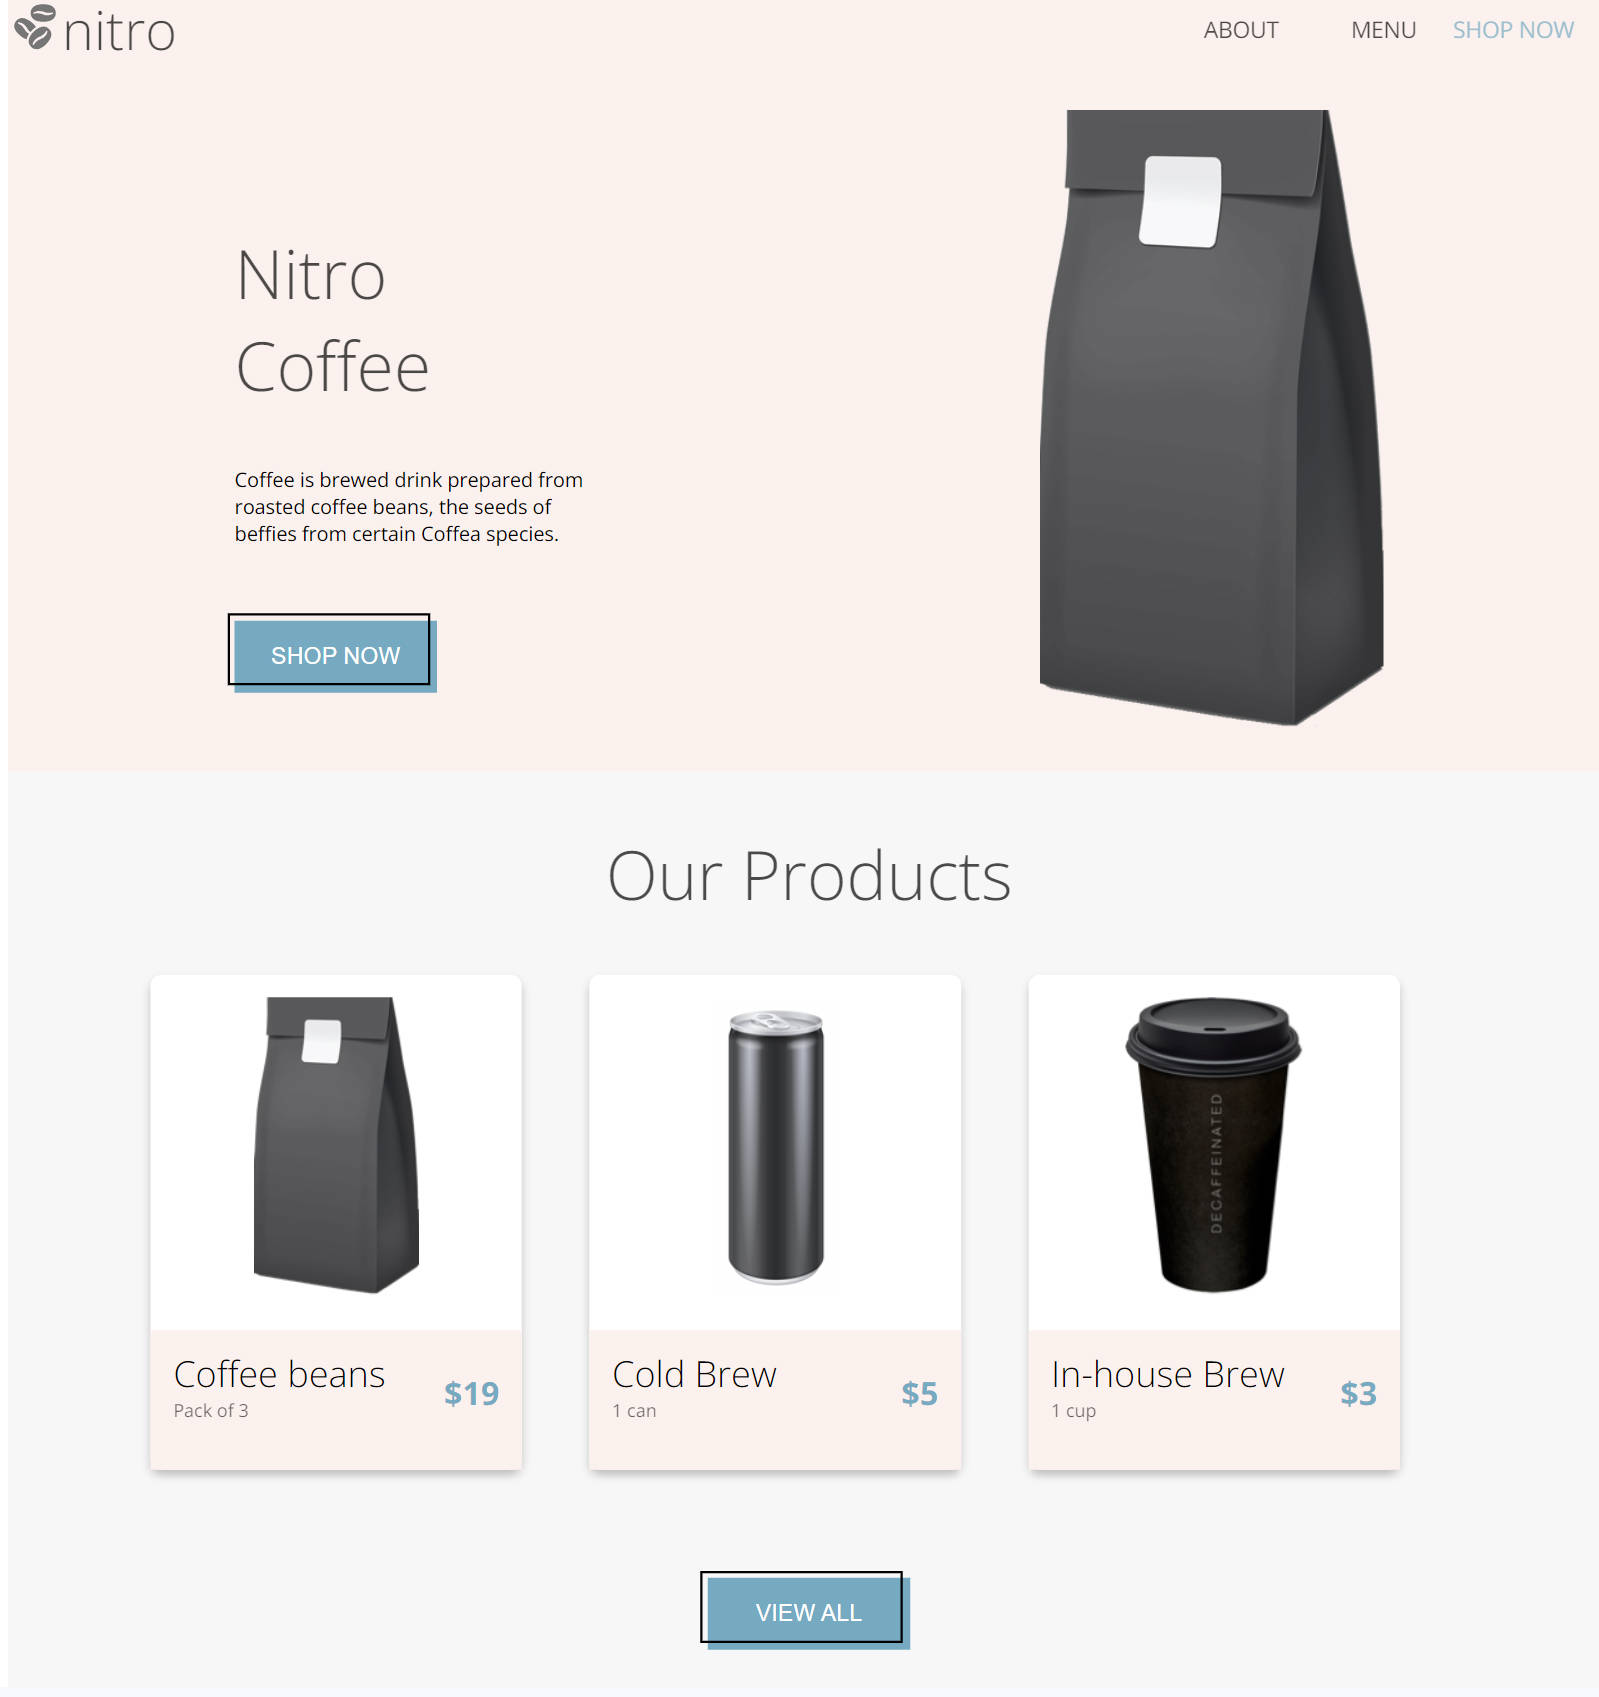 nitro
ABOUT MENU SHOP NOW
Nitro
Coffee
Coffee is brewed drink prepared from
roasted coffee beans, the seeds of
beffies from certain Coffea species.
SHOP NOW
Our Products
DECAFFEINATED
Coffee beans
Pack of 3
$19
Cold Brew
1 can
$5
In-house Brew
1 cup
$3
VIEW ALL